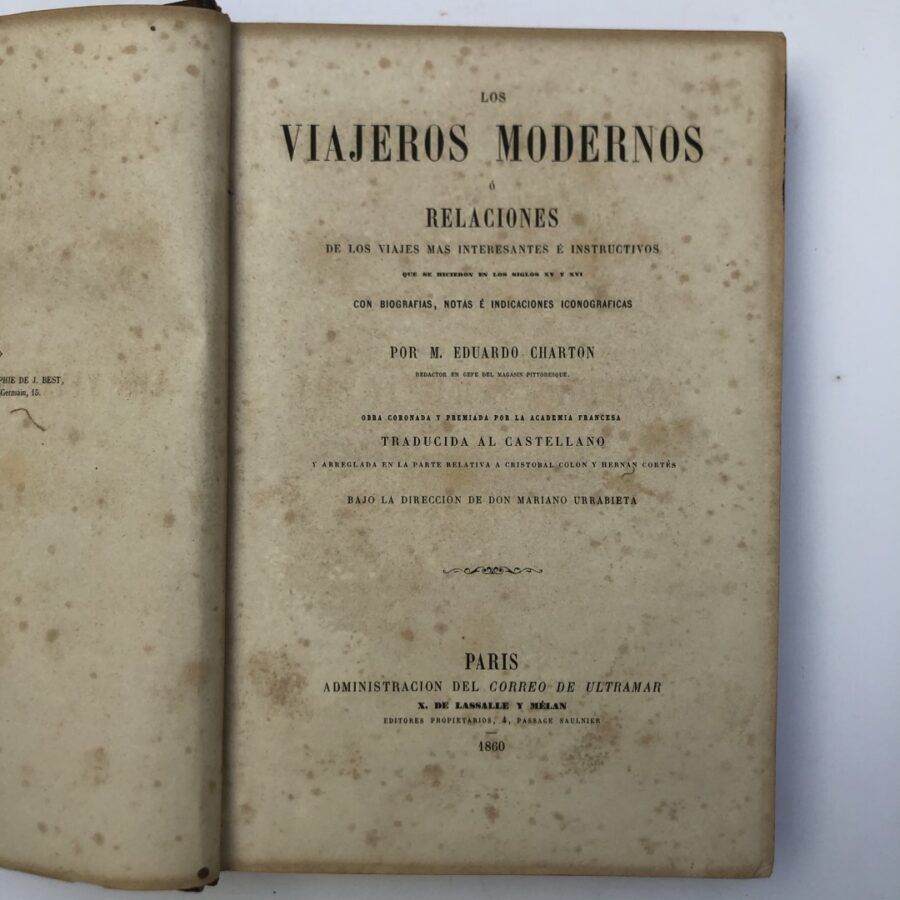 PHIE DE J. BEST,
Germain, 15.
LOS
VIAJEROS MODERNOS
ó
RELACIONES
DE LOS VIAJES MAS INTERESANTES É INSTRUCTIVOS
QUE SE HICIERON EN LOS SIGLOS XV Y XVI
CON BIOGRAFIAS, NOTAS É INDICACIONES ICONOGRAFICAS
POR M. EDUARDO CHARTON
REDACTOR EN GEFE DEL MAGASIN PITTORESQUE.
OBRA CORONADA Y PREMIADA POR LA ACADEMIA FRANCESA
TRADUCIDA AL CASTELLANO
Y ARREGLADA EN LA PARTE RELATIVA A CRISTOBAL COLON Y HERNAN CORTÉS
BAJO LA DIRECCION DE DON MARIANO URRABIETA
PARIS
ADMINISTRACION DEL CORREO DE ULTRAMAR
X. DE LASSALLE Y MÉLAN
EDITORES PROPIETARIOS, 4, PASSAGE SAULNIER
1860